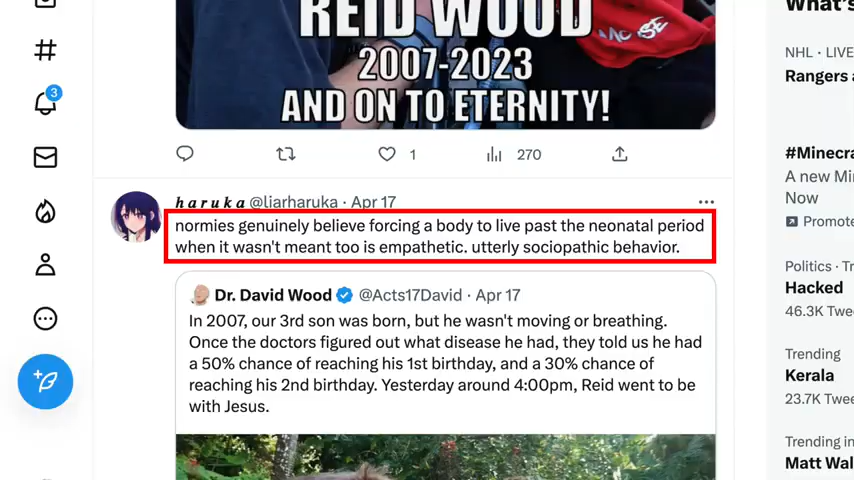 REID WOOD
2007-2023
AND ON TO ETERNITY!
1
270
3
haruka @liarharuka · Apr 17
normies genuinely believe forcing a body to live past the neonatal period
when it wasn't meant too is empathetic. utterly sociopathic behavior.
Dr. David Wood @Acts17David · Apr 17
In 2007, our 3rd son was born, but he wasn't moving or breathing.
Once the doctors figured out what disease he had, they told us he had
a 50% chance of reaching his 1st birthday, and a 30% chance of
reaching his 2nd birthday. Yesterday around 4:00pm, Reid went to be
with Jesus.
What's
NHL · LIVE
Rangers
#Minecra
A new Mi
Now
Promote
Politics · Tr
Hacked
46.3K Twee
Trending
Kerala
23.7K Twee
Trending in
Matt Wal